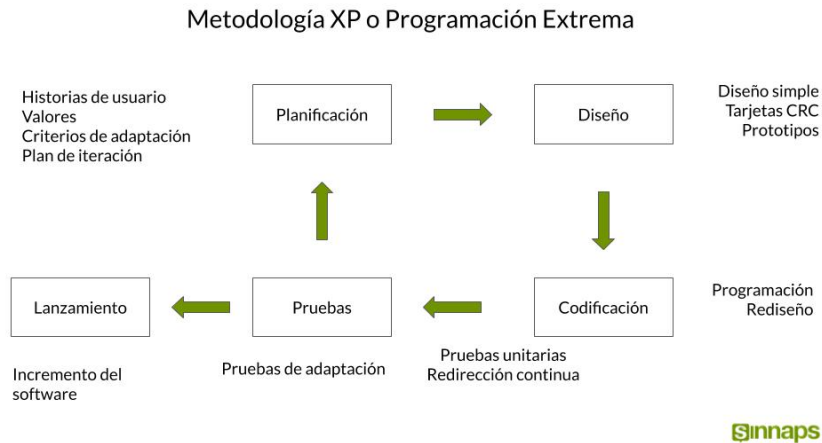 Metodología XP o Programación Extrema
Historias de usuario
Valores
Criterios de adaptación
Plan de iteración
Planificación
Diseño
Diseño simple
Tarjetas CRC
Prototipos
Lanzamiento
Pruebas
Codificación
Programación
Rediseño
Incremento del
software
Pruebas de adaptación
Pruebas unitarias
Redirección continua
Sinnaps